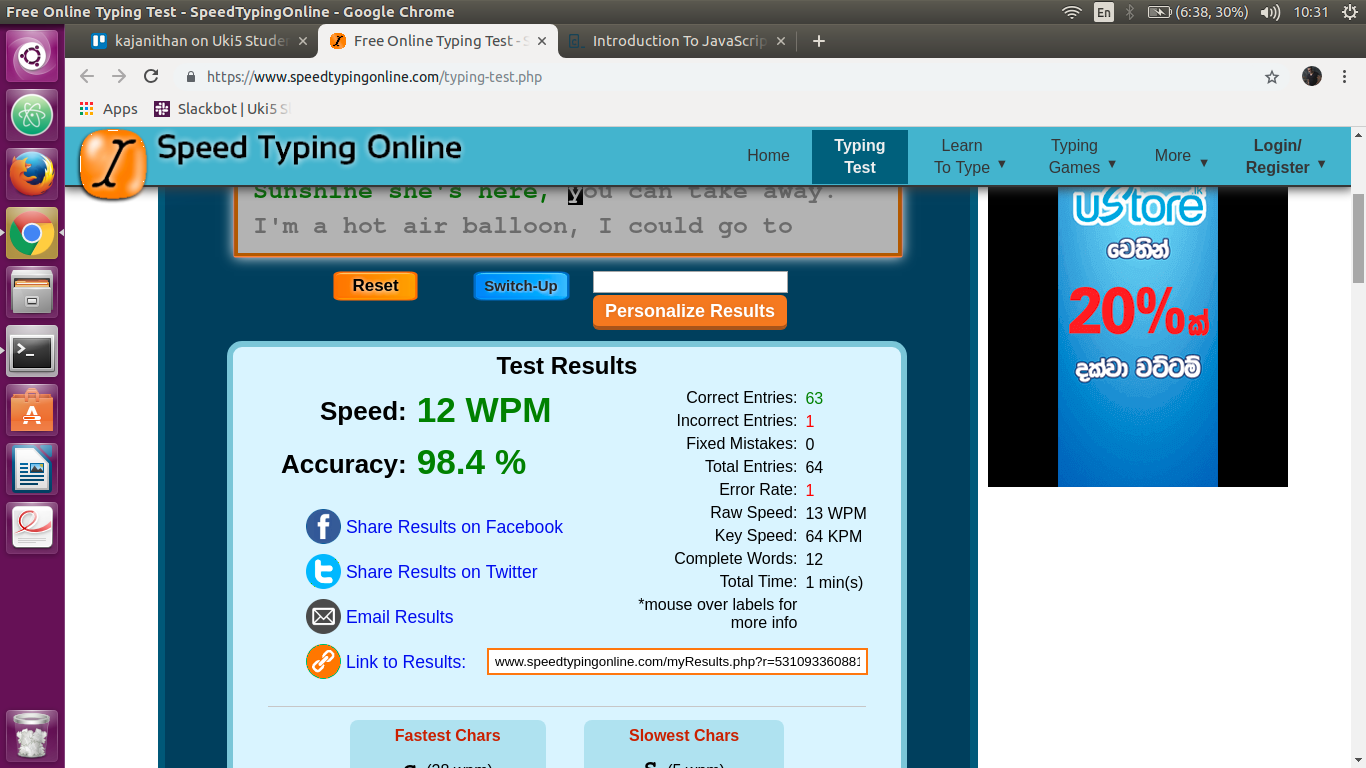 Free Online Typing Test - SpeedTypingOnline - Google Chrome
En
(6:38, 30%)
10:31
kajanithan on Uki5 Studen
Free Online Typing Test - S
Introduction To JavaScrip
https://www.speedtypingonline.com/typing-test.php
Apps
Slackbot | Uki5 Sl
Speed Typing Online
Home
Typing
Test
Learn
To Type
Typing
Games
More
Login/
Register
Sunshine she's here, you can take away.
I'm a hot air balloon, I could go to
Reset
Switch-Up
Personalize Results
uStore.lk
වෙතින්
20%ක්
දක්වා වට්ටම්
Test Results
Speed: 12 WPM
Accuracy: 98.4 %
Share Results on Facebook
Share Results on Twitter
Email Results
Link to Results: www.speedtypingonline.com/myResults.php?r=531093360881
Correct Entries: 63
Incorrect Entries: 1
Fixed Mistakes: 0
Total Entries: 64
Error Rate: 1
Raw Speed: 13 WPM
Key Speed: 64 KPM
Complete Words: 12
Total Time: 1 min(s)
*mouse over labels for
more info
Fastest Chars
(38 wpm)
Slowest Chars
(5 wpm)